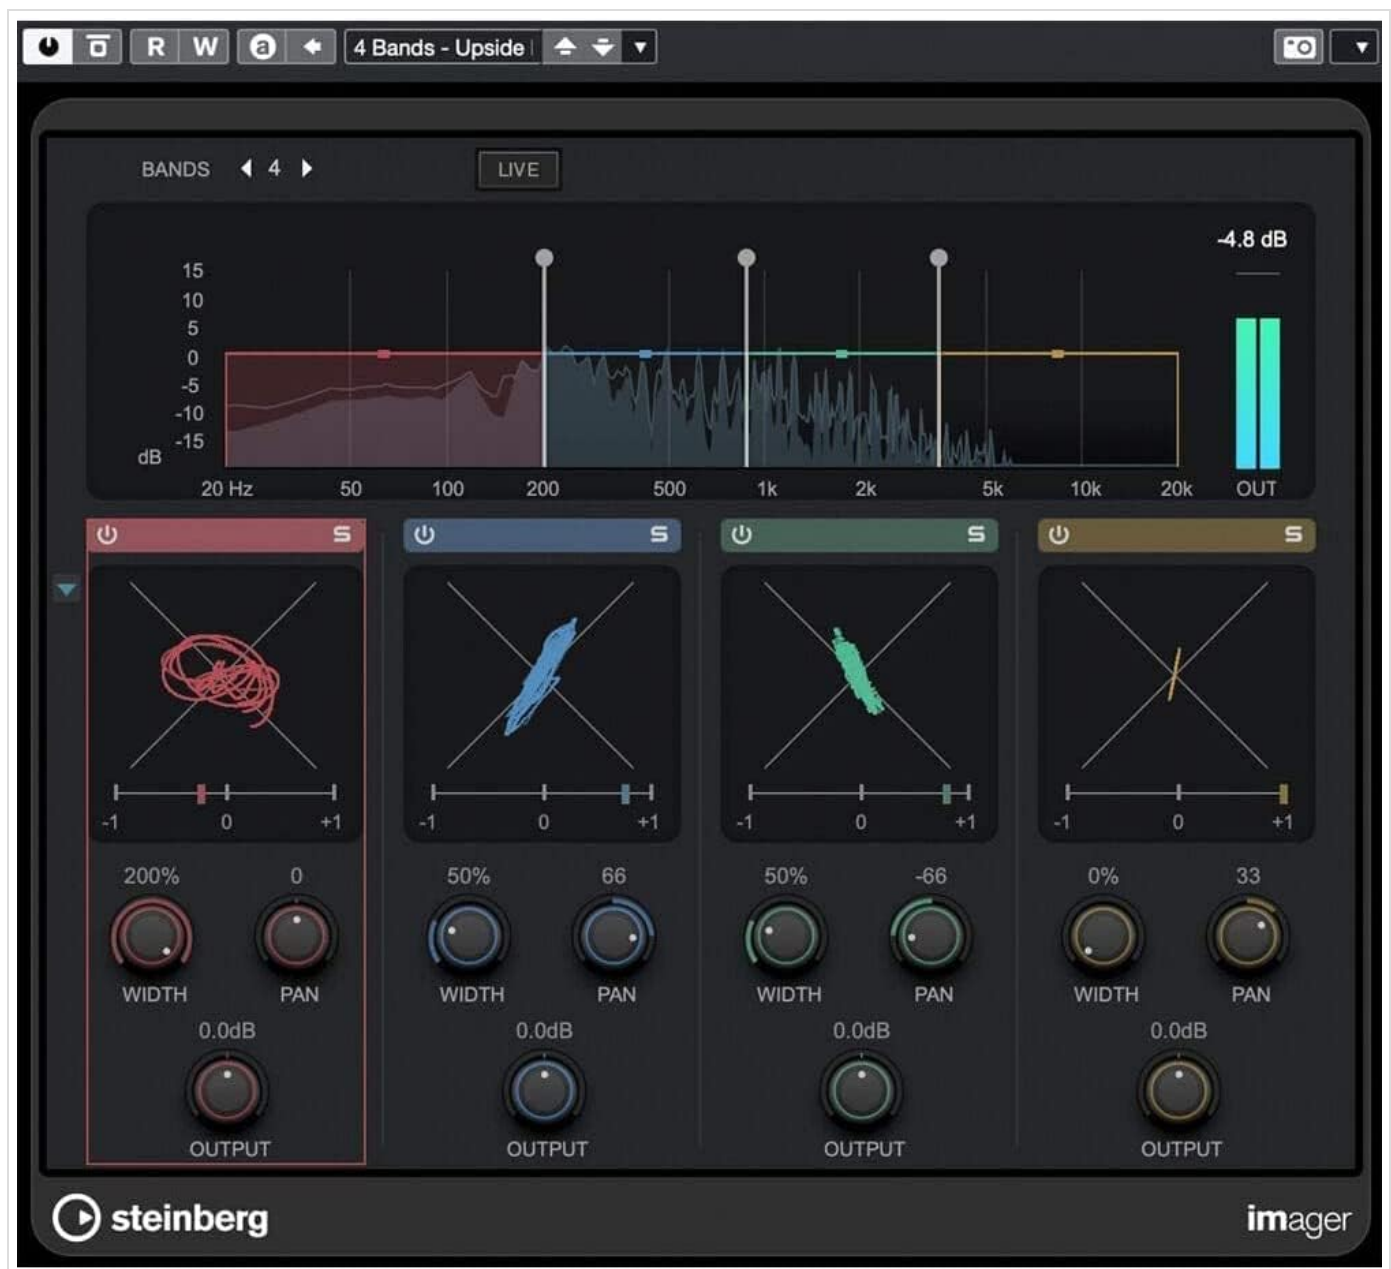 R W a 4 Bands - Upside
BANDS 4 LIVE
-4.8 dB
15
10
5
0
-5
-10
-15
dB
20 Hz 50 100 200 500 1k 2k 5k 10k 20k OUT
S S S S
-1 0 +1 -1 0 +1 -1 0 +1 -1 0 +1
200% 0 50% 66 50% -66 0% 33
WIDTH PAN WIDTH PAN WIDTH PAN WIDTH PAN
0.0dB 0.0dB 0.0dB 0.0dB
OUTPUT OUTPUT OUTPUT OUTPUT
steinberg imager